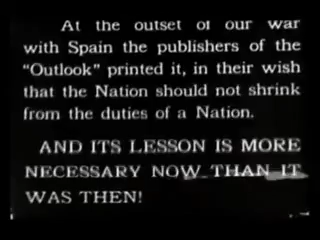 At the outset of our war
with Spain the publishers of the
"Outlook" printed it, in their wish
that the Nation should not shrink
from the duties of a Nation.
AND ITS LESSON IS MORE
NECESSARY NOW THAN IT
WAS THEN!